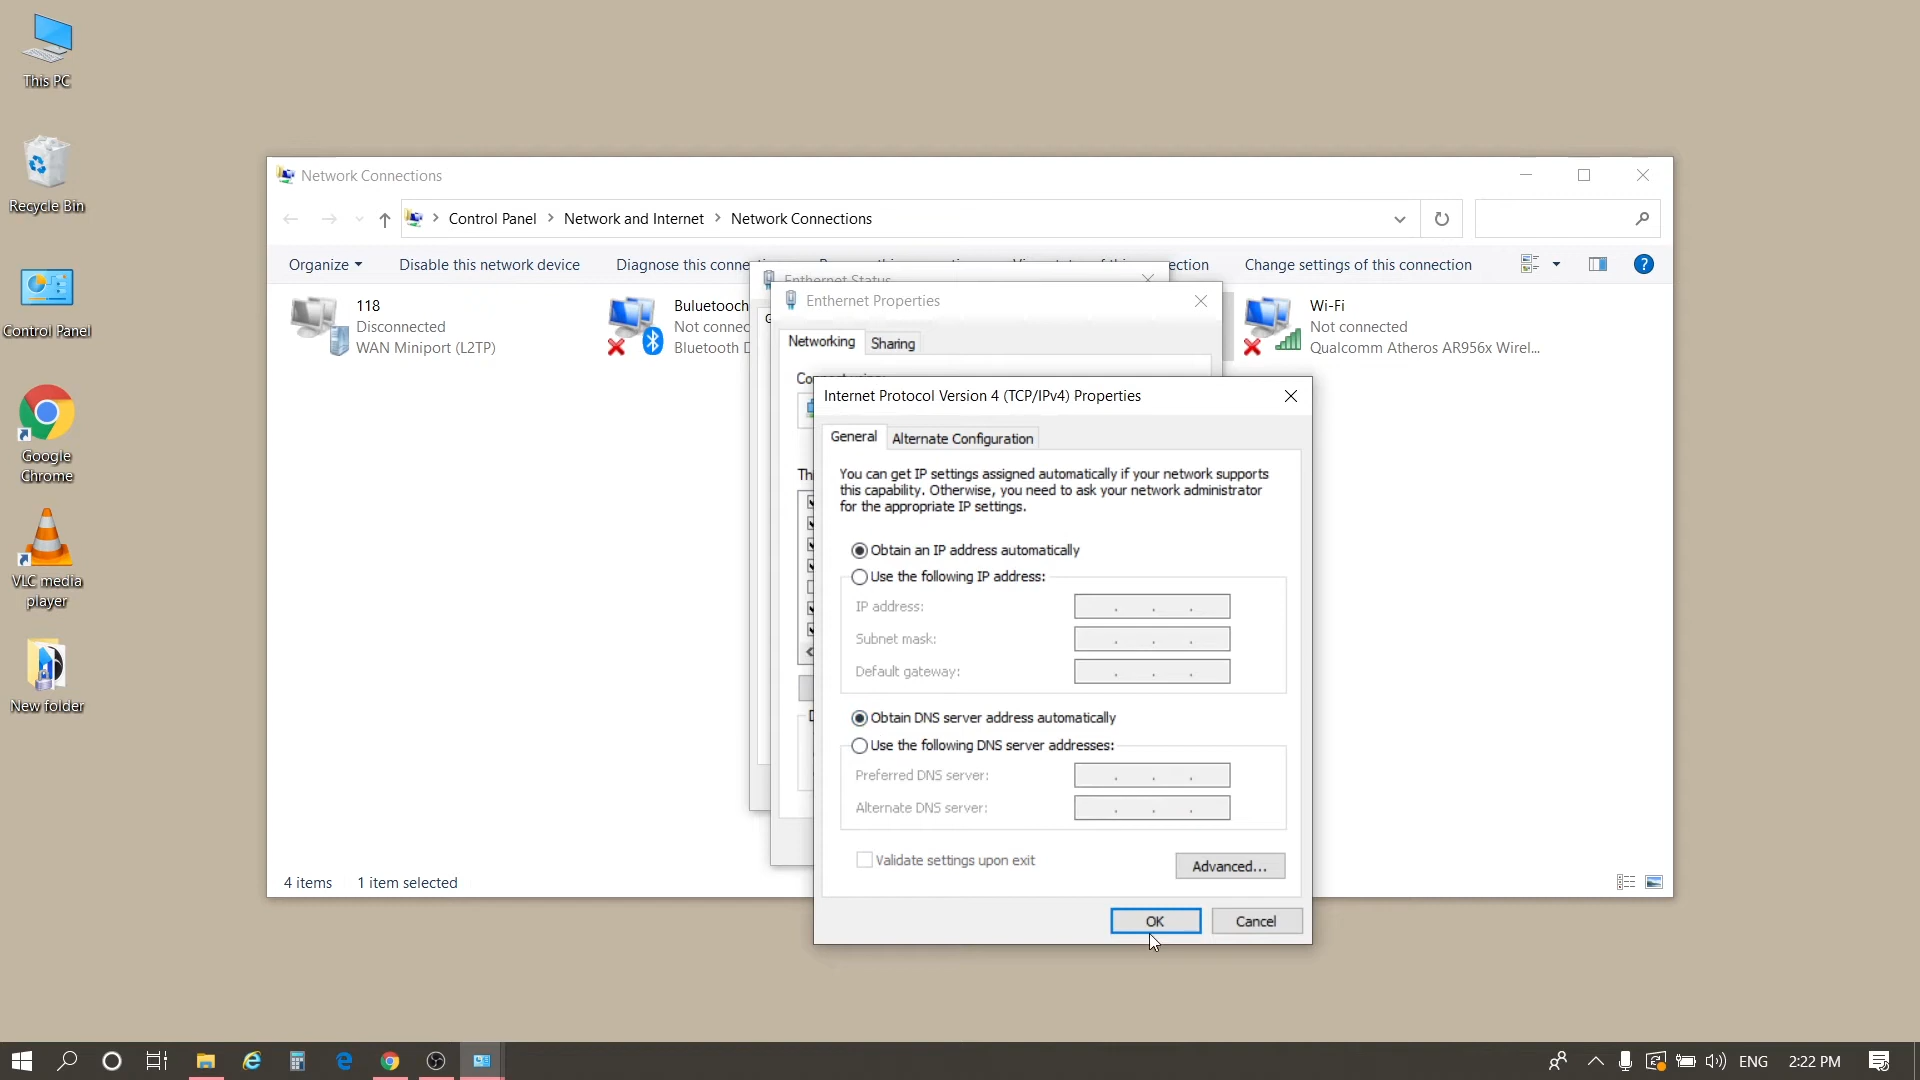 This PC
Recycle Bin
Control Panel
Google
Chrome
VLC media
player
New folder
Network Connections
Control Panel > Network and Internet > Network Connections
Organize
Disable this network device
Diagnose this conne
ection
Change settings of this connection
118
Disconnected
WAN Miniport (L2TP)
Buluetooch
Not connec
Bluetooth D
Wi-Fi
Not connected
Qualcomm Atheros AR956x Wirel...
Enthernet Status
Enthernet Properties
Networking
Sharing
Internet Protocol Version 4 (TCP/IPv4) Properties
General
Alternate Configuration
You can get IP settings assigned automatically if your network supports
this capability. Otherwise, you need to ask your network administrator
for the appropriate IP settings.
Obtain an IP address automatically
Use the following IP address:
IP address:
Subnet mask:
Default gateway:
Obtain DNS server address automatically
Use the following DNS server addresses:
Preferred DNS server:
Alternate DNS server:
Validate settings upon exit
Advanced...
OK
Cancel
4 items
1 item selected
ENG
2:22 PM